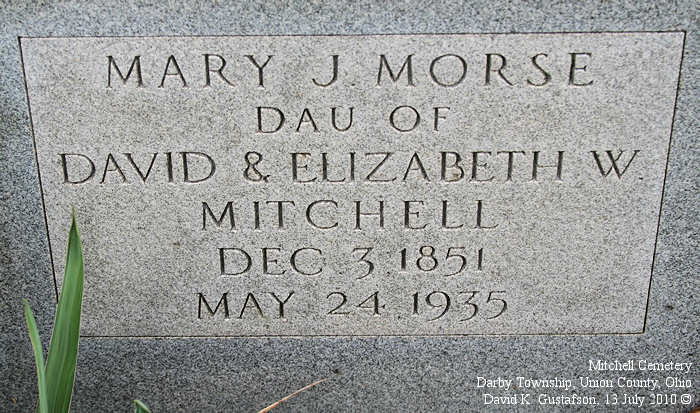 MARY J. MORSE
DAU OF
DAVID & ELIZABETH W.
MITCHELL
DEC 3 1851
MAY 24 1935
Mitchell Cemetery
Darby Township, Union County, Ohio
David K. Gustafson, 13 July 2010 ©